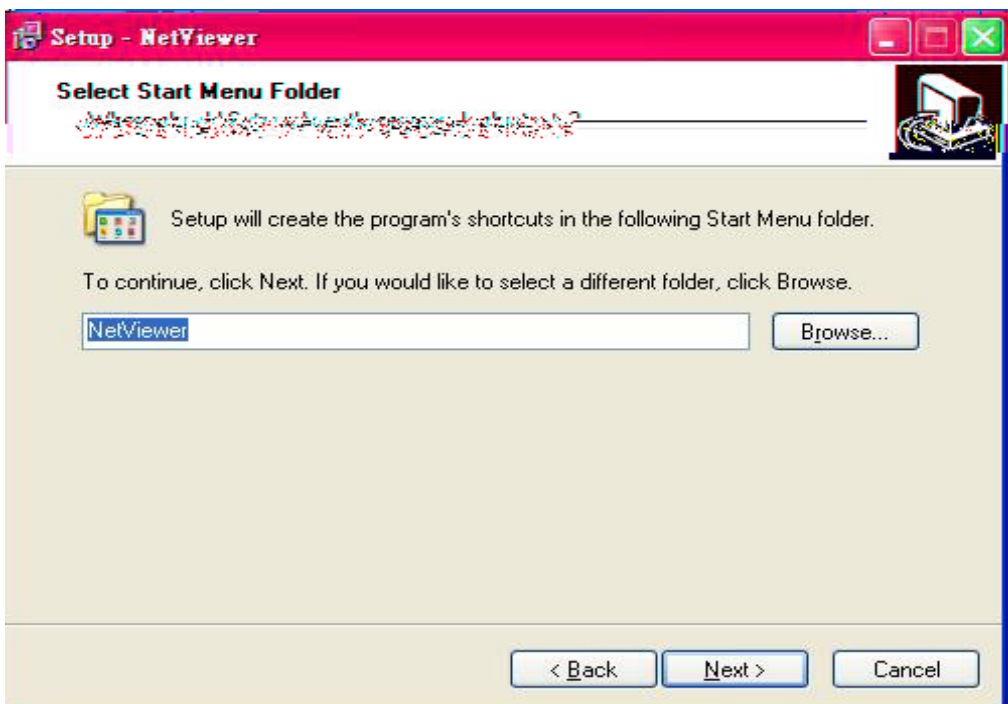 Setup - NetViewer
Select Start Menu Folder
Setup will create the program's shortcuts in the following Start Menu folder.
To continue, click Next. If you would like to select a different folder, click Browse.
NetViewer
Browse...
< Back
Next >
Cancel